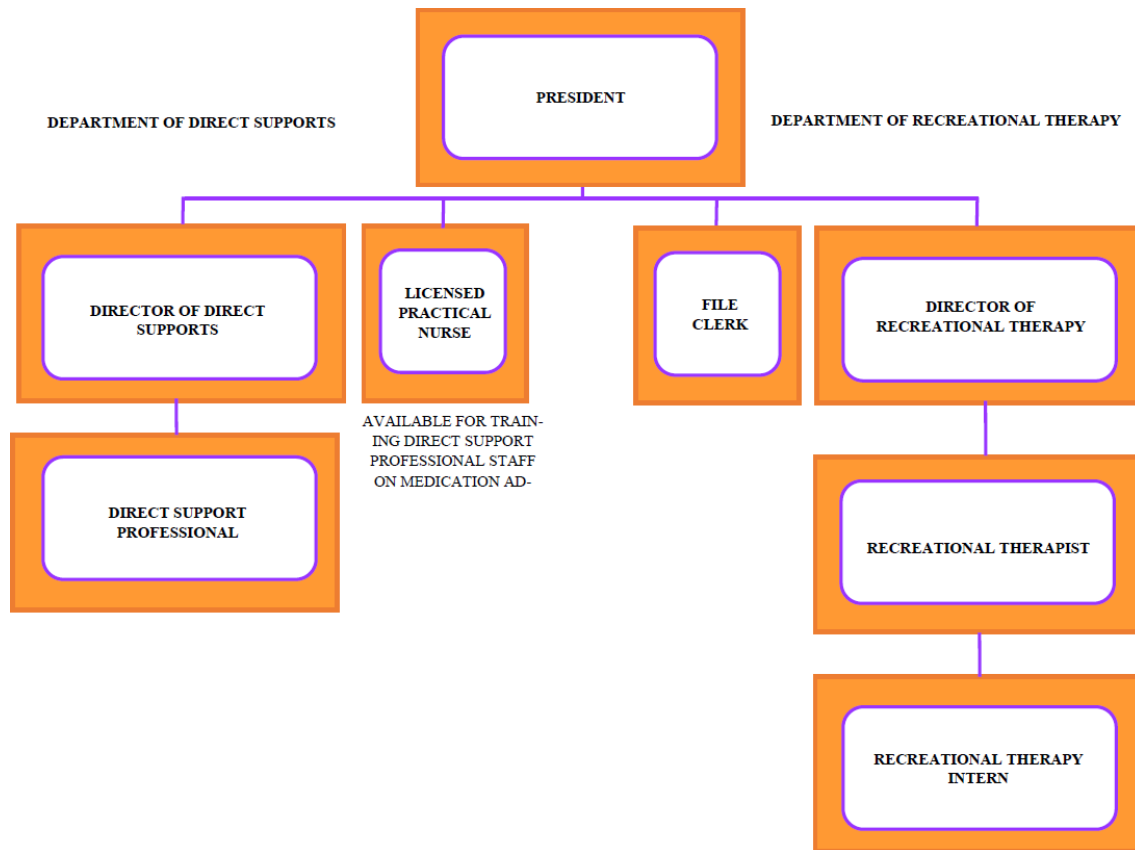 PRESIDENT
DEPARTMENT OF DIRECT SUPPORTS
DEPARTMENT OF RECREATIONAL THERAPY
DIRECTOR OF DIRECT
SUPPORTS
LICENSED
PRACTICAL
NURSE
FILE
CLERK
DIRECTOR OF
RECREATIONAL THERAPY
AVAILABLE FOR TRAIN-
ING DIRECT SUPPORT
PROFESSIONAL STAFF
ON MEDICATION AD-
DIRECT SUPPORT
PROFESSIONAL
RECREATIONAL THERAPIST
RECREATIONAL THERAPY
INTERN